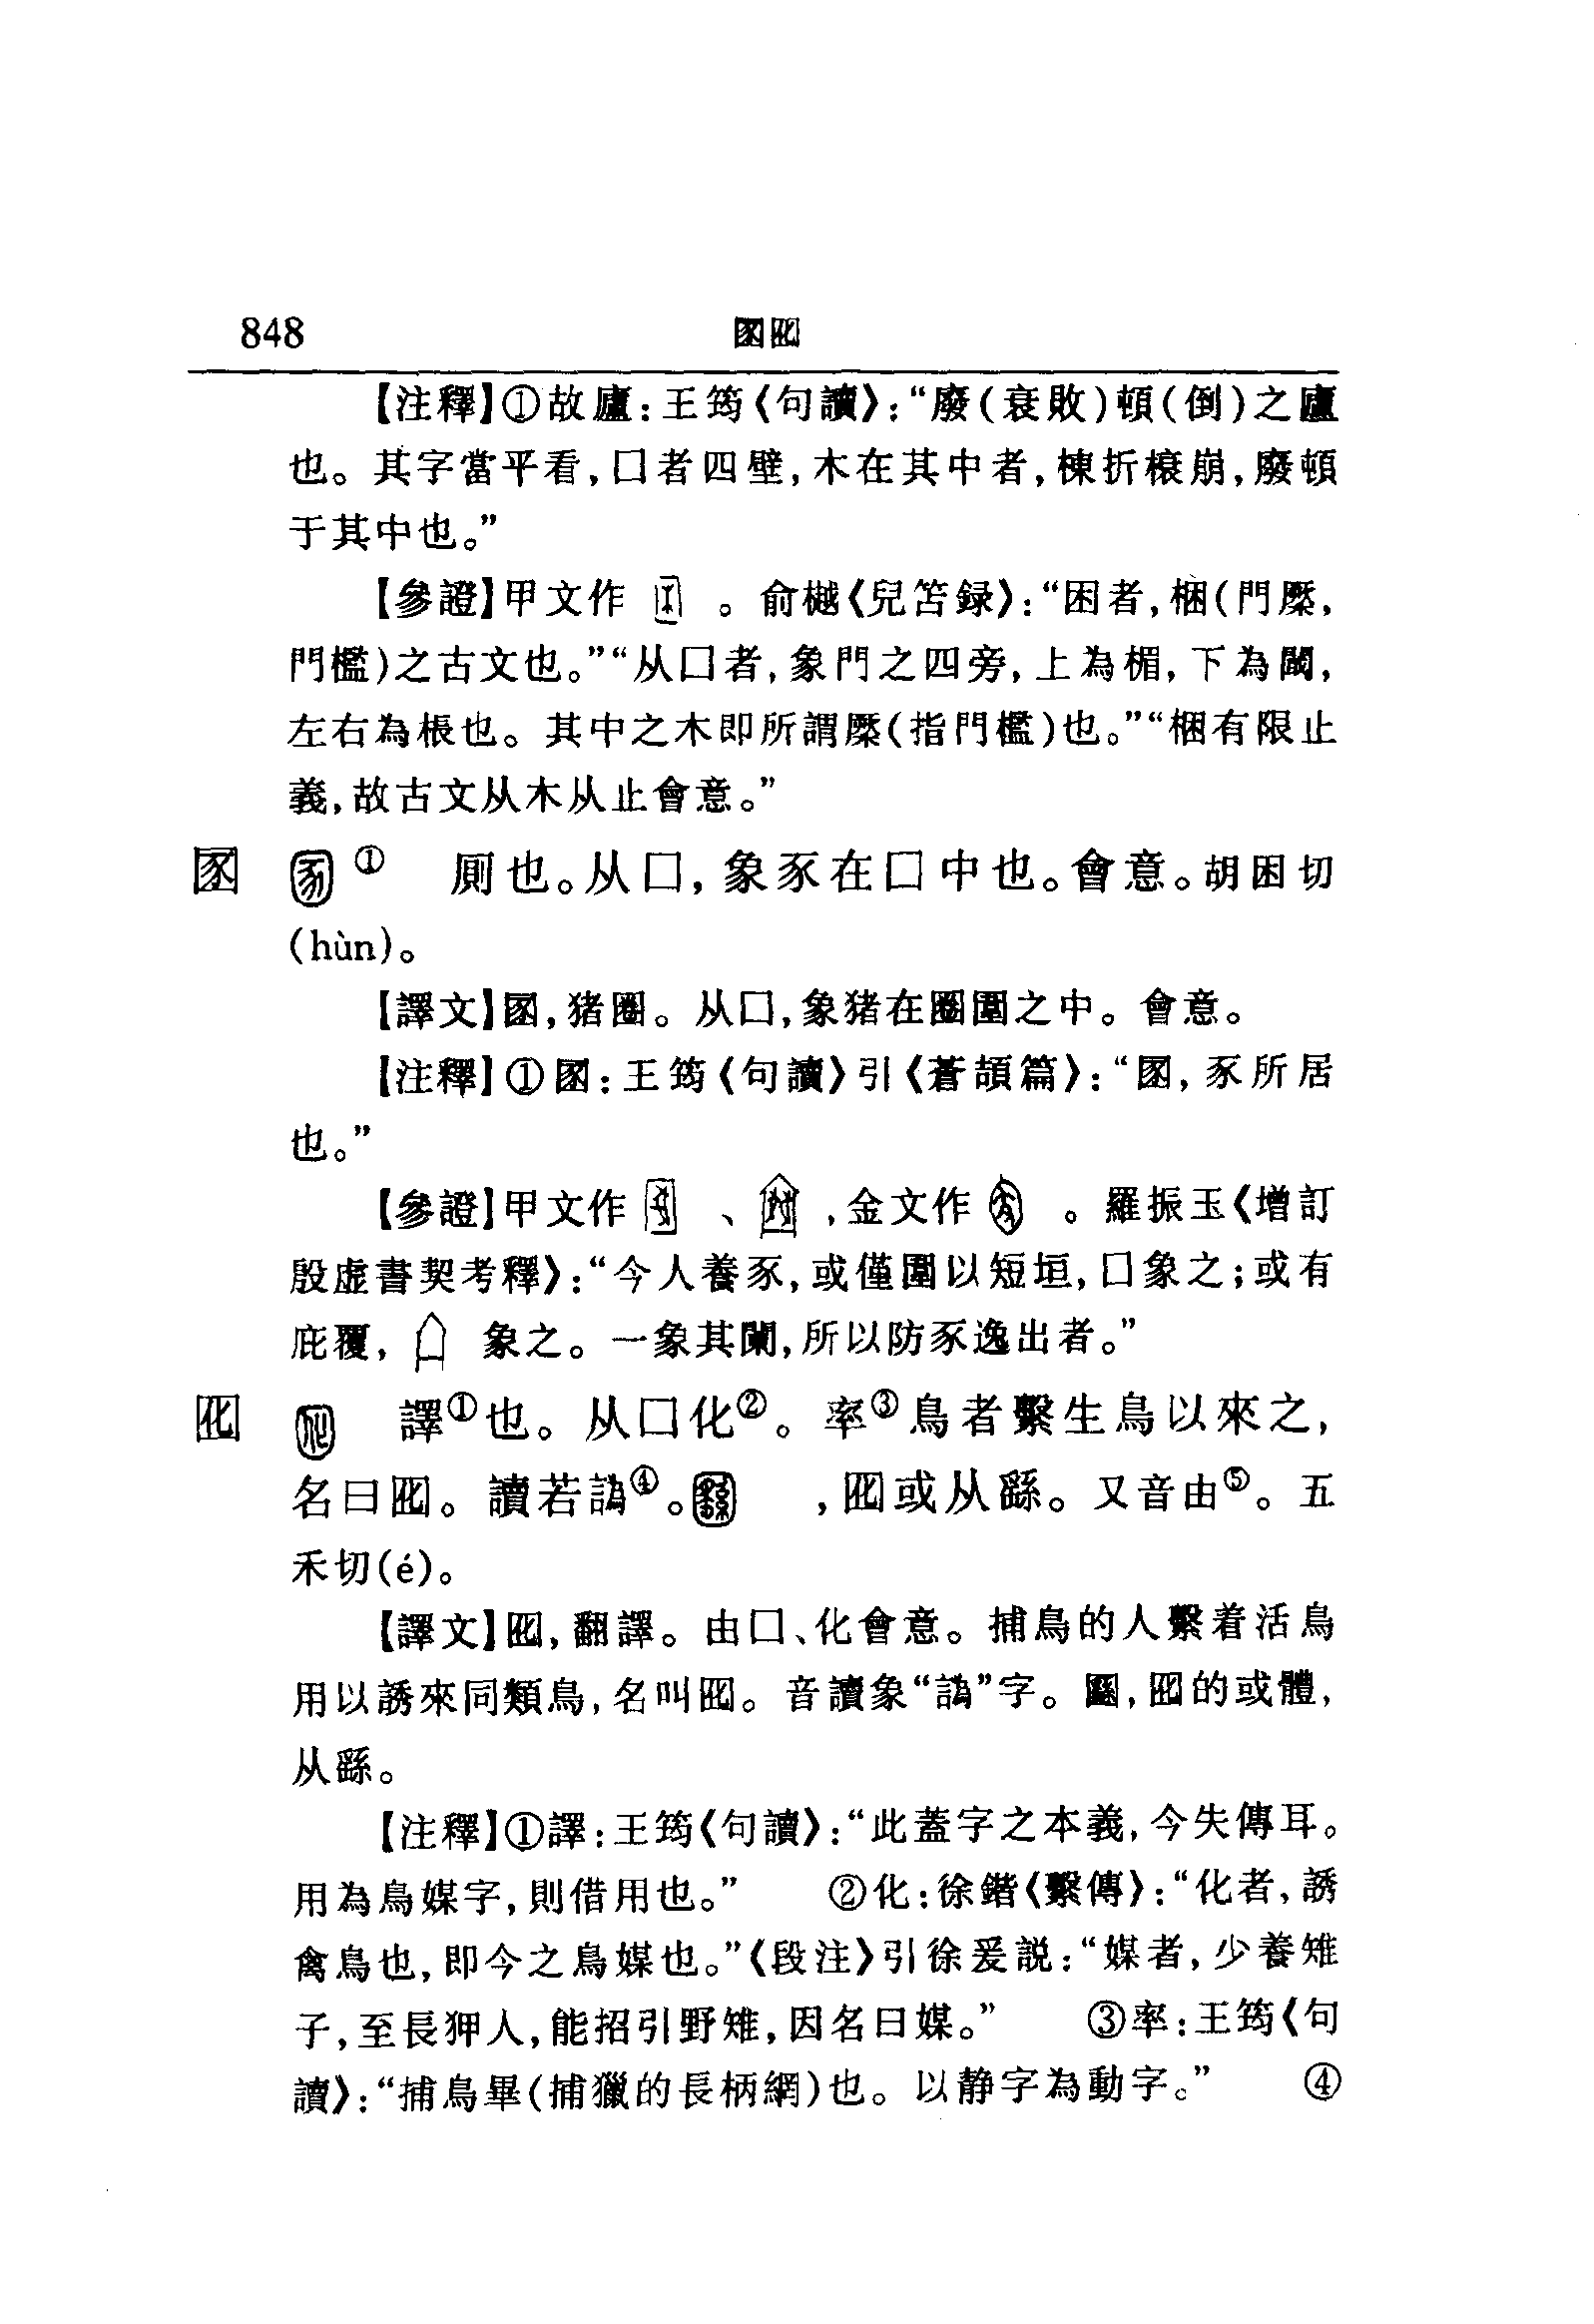 848 圂囮
【注釋】①故廬:王筠《句讀》:“廢(衰敗)頓(倒)之廬
也。其字當平看,囗者四壁,木在其中者,棟折榱崩,廢頓
于其中也。”
【參證】甲文作 。俞樾《兒笘録》:“困者,梱(門橜,
門檻)之古文也。”“从囗者,象門之四旁,上為楣,下為閫,
左右為棖也。其中之木即所謂橜(指門檻)也。”“梱有限止
義,故古文从木从止會意。”
圂 ① 厠也。从囗,象豕在囗中也。會意。胡困切
(hùn)。
【譯文】圂,猪圈。从囗,象猪在圈圍之中。會意。
【注釋】①圂:王筠《句讀》引《蒼頡篇》:“圂,豕所居
也。”
【參證】甲文作 、 ,金文作 。羅振玉《增訂
殷虚書契考釋》:“今人養豕,或僅圍以短垣,囗象之;或有
庇覆, 象之。一象其闌,所以防豕逸出者。”
囮 譯①也。从囗化②。率③鳥者繫生鳥以來之,
名曰囮。讀若譌④。 ,囮或从繇。又音由⑤。五
禾切(é)。
【譯文】囮,翻譯。由囗、化會意。捕鳥的人繫着活鳥
用以誘來同類鳥,名叫囮。音讀象“譌”字。圝,囮的或體,
从繇。
【注釋】①譯:王筠《句讀》:“此蓋字之本義,今失傳耳。
用為鳥媒字,則借用也。” ②化:徐鍇《繫傳》:“化者,誘
禽鳥也,即今之鳥媒也。”《段注》引徐爰説:“媒者,少養雉
子,至長狎人,能招引野雉,因名曰媒。” ③率:王筠《句
讀》:“捕鳥畢(捕獵的長柄網)也。以静字為動字。” ④